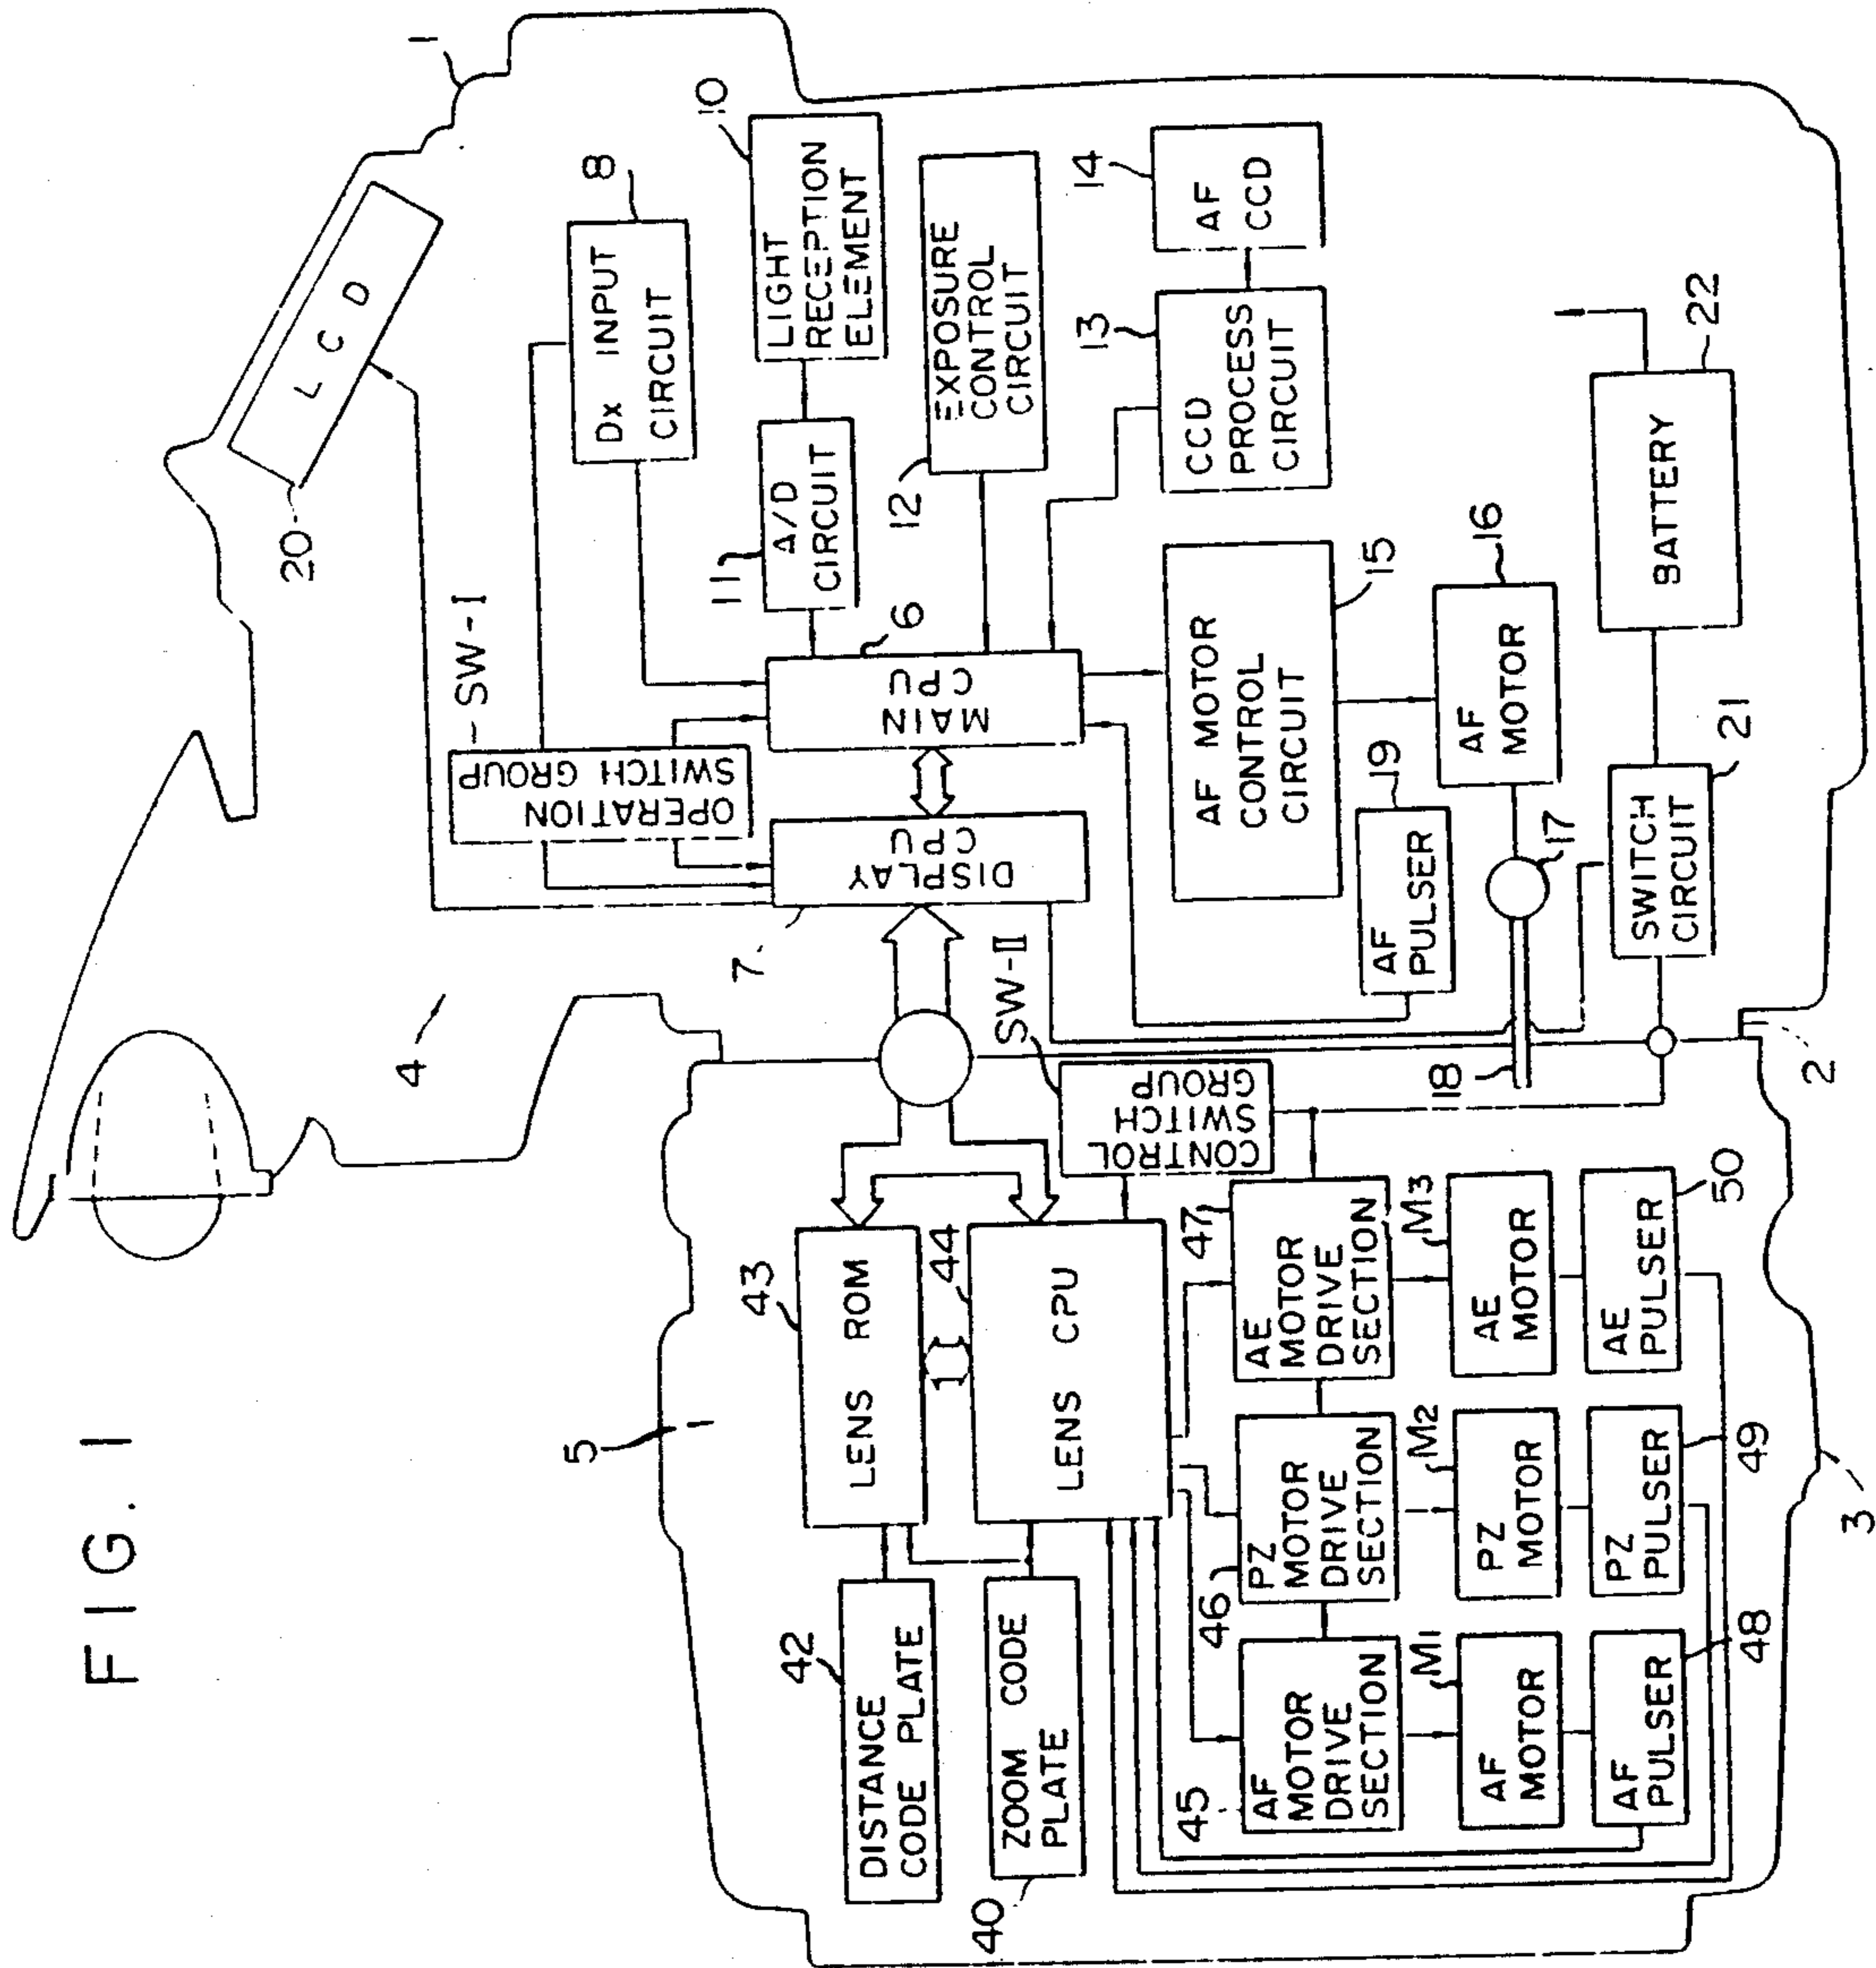 FIG. 1
1
LCD
20
SW-I
4
Dx INPUT
CIRCUIT
8
LIGHT
RECEPTION
ELEMENT
10
A/D
CIRCUIT
11
EXPOSURE
CONTROL
CIRCUIT
12
AF
CCD
14
CCD
PROCESS
CIRCUIT
13
OPERATION
SWITCH GROUP
MAIN
CPU
6
DISPLAY
CPU
7
AF MOTOR
CONTROL
CIRCUIT
15
AF
MOTOR
16
17
18
AF
PULSER
19
BATTERY
22
SWITCH
CIRCUIT
21
2
SW-II
CONTROL
SWITCH
GROUP
5
LENS ROM
43
LENS CPU
44
DISTANCE
CODE PLATE
42
ZOOM CODE
PLATE
40
AF
MOTOR
DRIVE
SECTION
45
PZ
MOTOR
DRIVE
SECTION
46
AE
MOTOR
DRIVE
SECTION
47
AF
MOTOR
M1
PZ
MOTOR
M2
AE
MOTOR
M3
AF
PULSER
48
PZ
PULSER
49
AE
PULSER
50
3